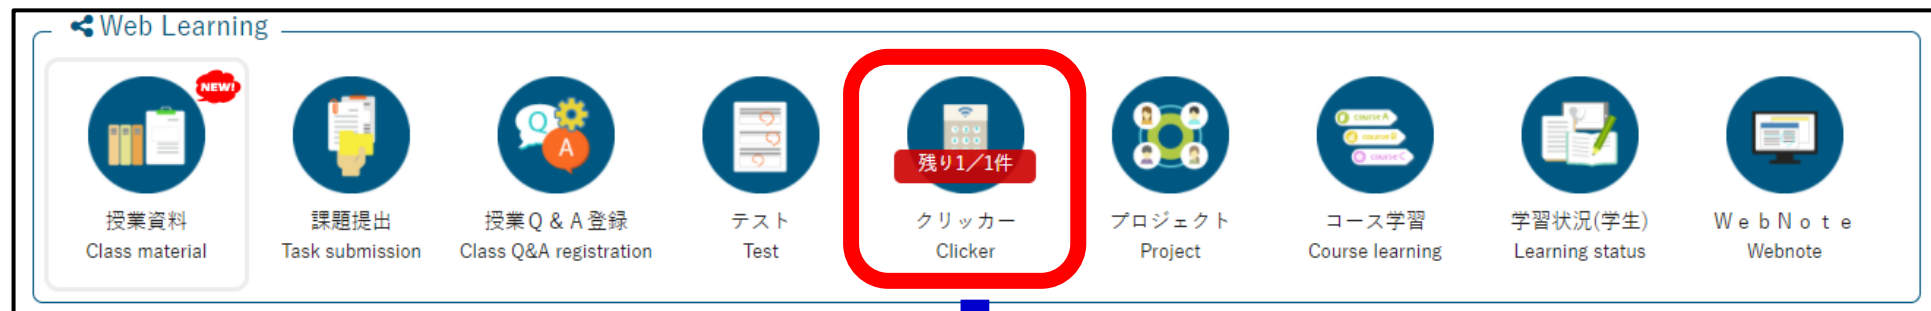 Web Learning
NEW!
Q
A
残り1／1件
course A
course B
course C
授業資料
Class material
課題提出
Task submission
授業Q & A登録
Class Q&A registration
テスト
Test
クリッカー
Clicker
プロジェクト
Project
コース学習
Course learning
学習状況(学生)
Learning status
ＷｅｂＮｏｔｅ
Webnote